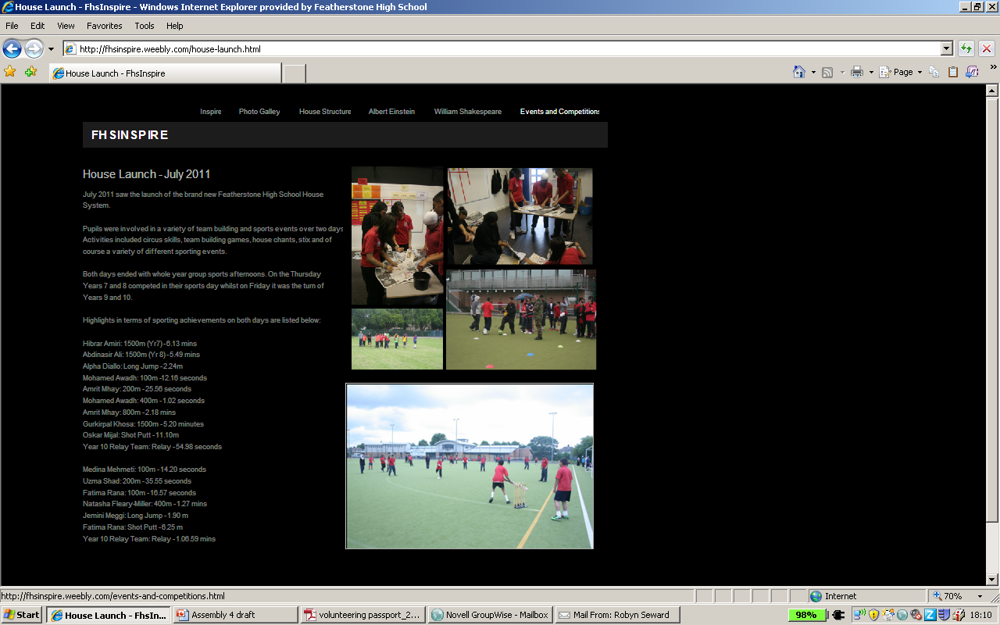 House Launch - FhsInspire - Windows Internet Explorer provided by Featherstone High School
File Edit View Favorites Tools Help
http://fhsinspire.weebly.com/house-launch.html
House Launch - FhsInspire
Page
Inspire Photo Galley House Structure Albert Einstein William Shakespeare Events and Competitions
FHSINSPIRE
House Launch - July 2011
July 2011 saw the launch of the brand new Featherstone High School House
System.
Pupils were involved in a variety of team building and sports events over two days
Activities included circus skills, team building games, house chants, stix and of
course a variety of different sporting events.
Both days ended with whole year group sports afternoons. On the Thursday
Years 7 and 8 competed in their sports day whilst on Friday it was the turn of
Years 9 and 10.
Highlights in terms of sporting achievements on both days are listed below:
Hibrar Amiri: 1500m (Yr7) - 6.13 mins
Abdinasir Ali: 1500m (Yr 8) - 5.49 mins
Alpha Diallo: Long Jump - 2.24m
Mohamed Awadh: 100m -12.16 seconds
Amrit Mhay: 200m - 25.56 seconds
Mohamed Awadh: 400m - 1.02 seconds
Amrit Mhay: 800m - 2.18 mins
Gurkirpal Khosa: 1500m - 5.20 minutes
Oskar Mijal: Shot Putt - 11.10m
Year 10 Relay Team: Relay - 54.98 seconds
Medina Mehmeti: 100m - 14.20 seconds
Uzma Shad: 200m - 35.55 seconds
Fatima Rana: 100m - 16.57 seconds
Natasha Fleary-Miller: 400m - 1.27 mins
Jemini Meggi: Long Jump - 1.90 m
Fatima Rana: Shot Putt - 6.25 m
Year 10 Relay Team: Relay - 1.06.59 mins
http://fhsinspire.weebly.com/events-and-competitions.html
Internet
70%
Start
House Launch - FhsIn...
Assembly 4 draft
volunteering passport_2...
Novell GroupWise - Mailbox
Mail From: Robyn Seward
98%
18:10